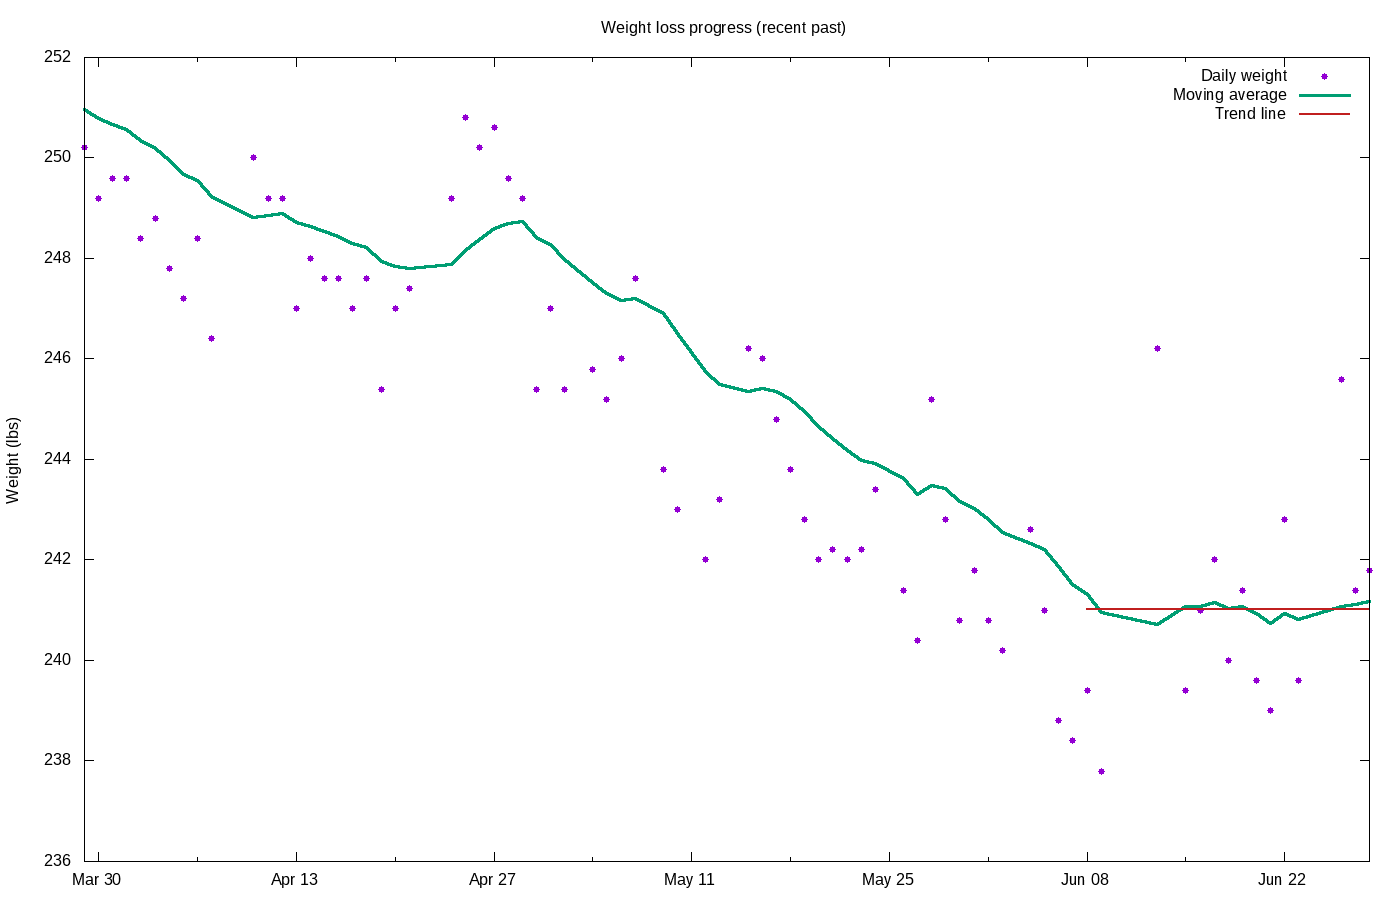 Weight loss progress (recent past)
252
250
248
246
244
242
240
238
236
Weight (lbs)
Daily weight
Moving average
Trend line
Mar 30 Apr 13 Apr 27 May 11 May 25 Jun 08 Jun 22